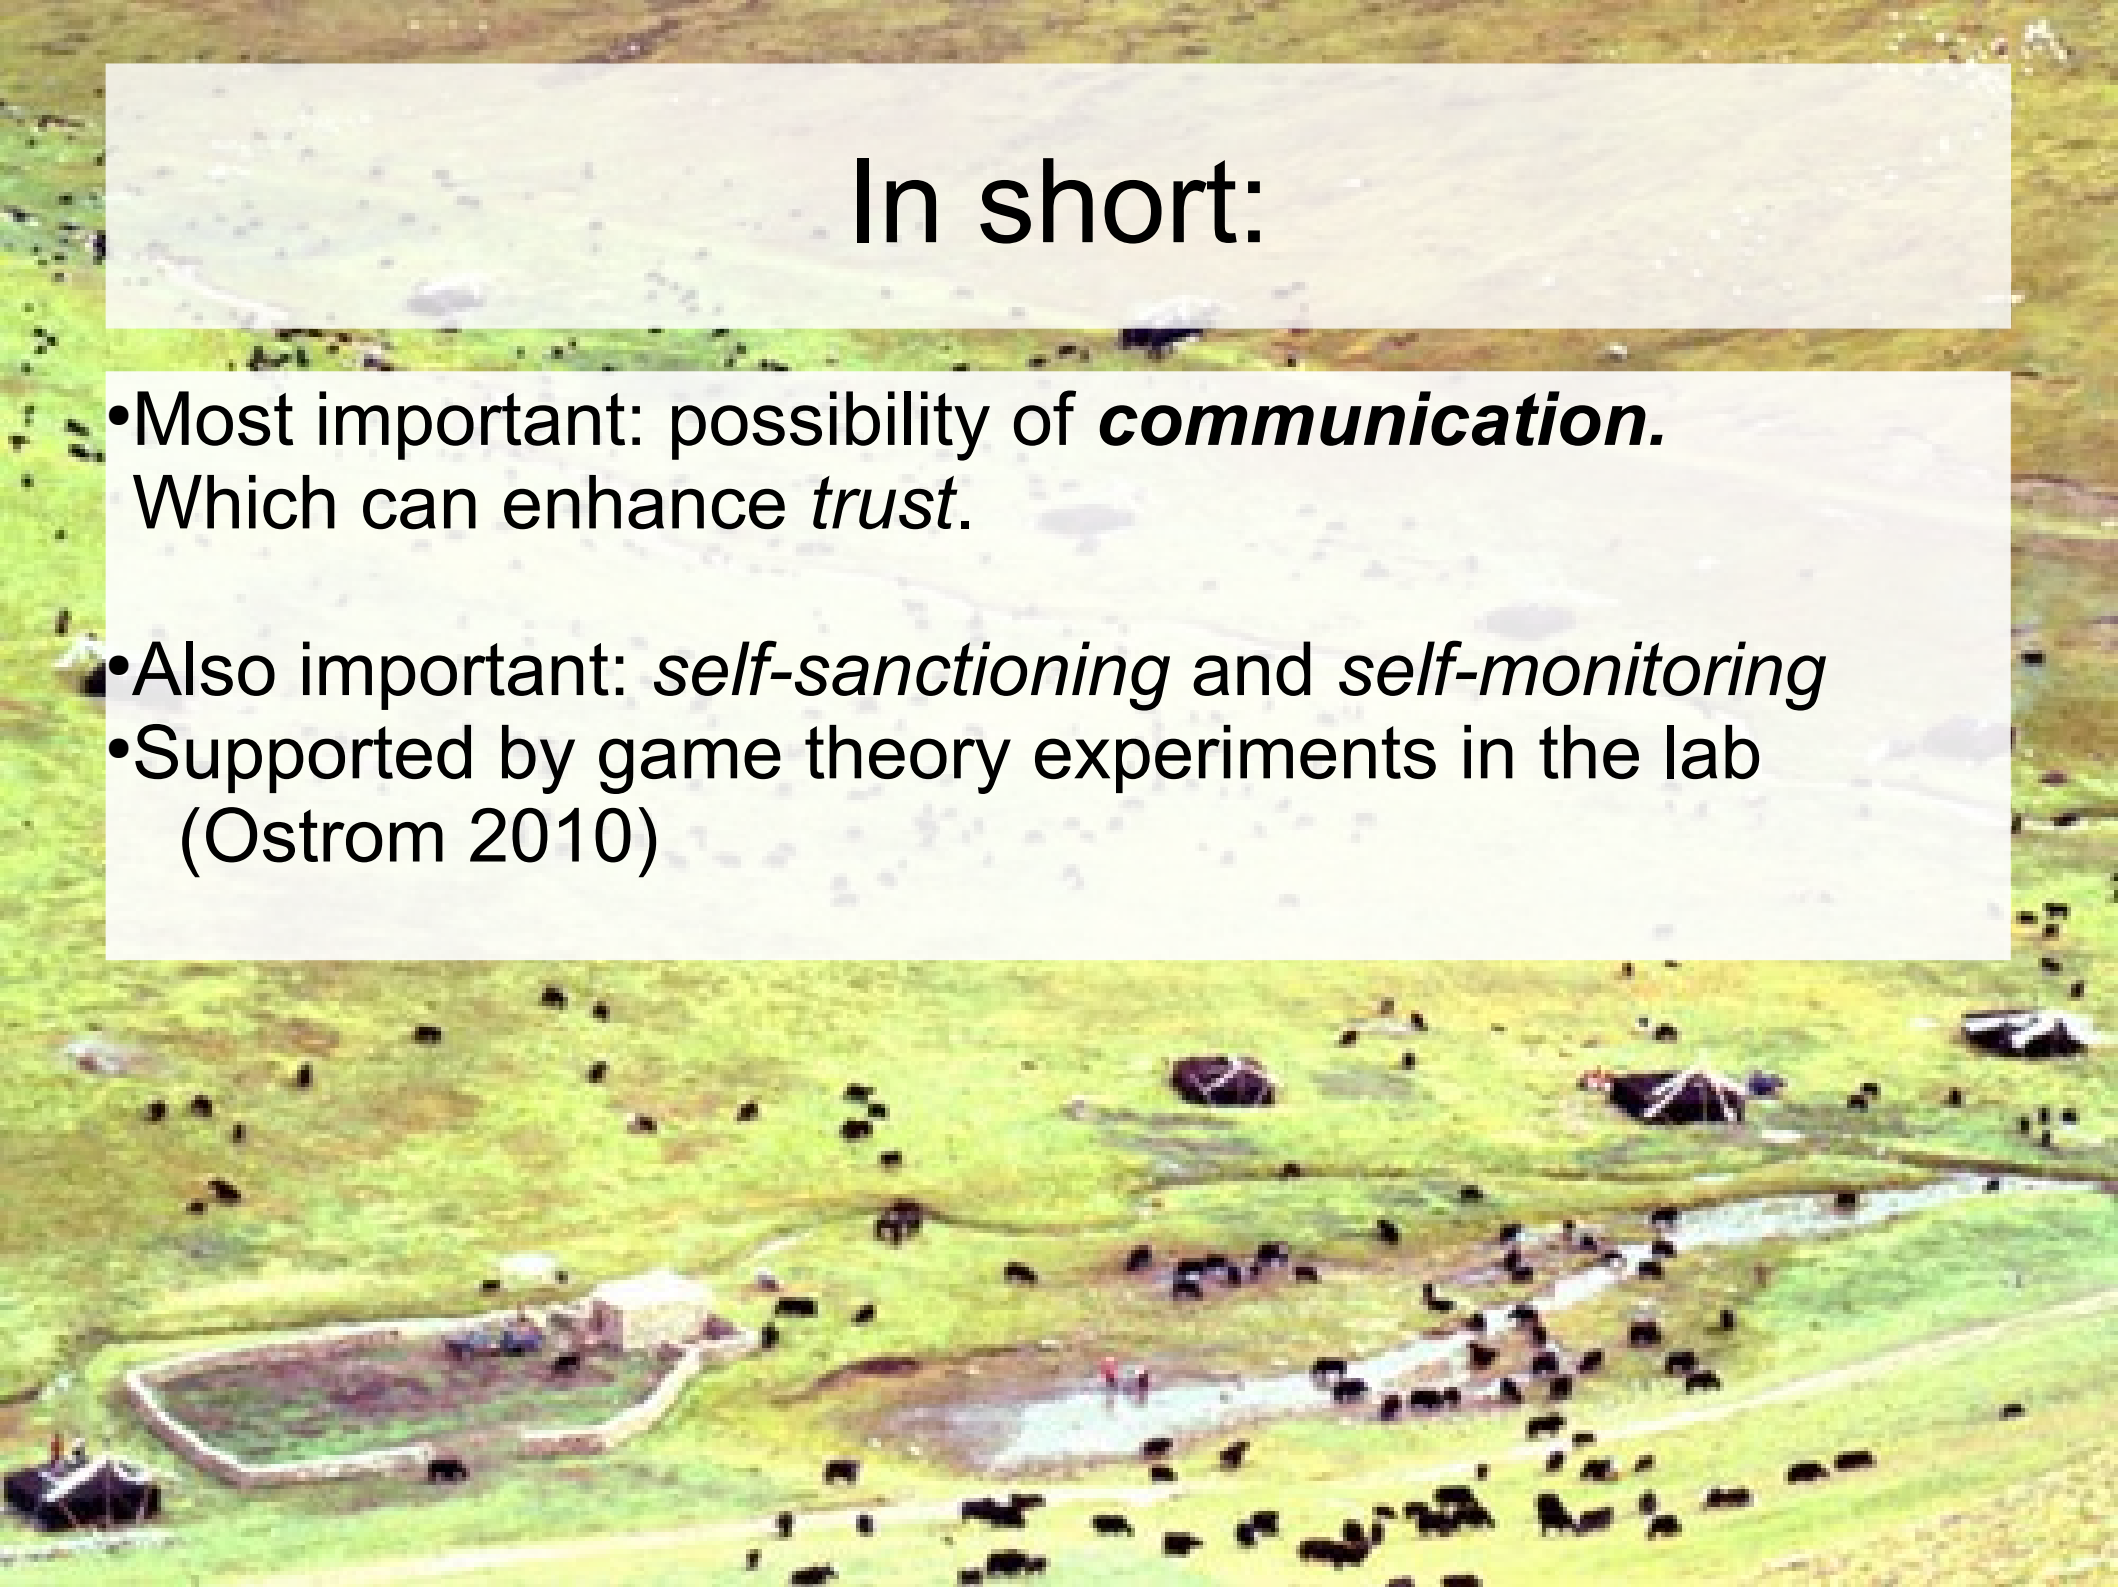 In short:
•Most important: possibility of communication.
Which can enhance trust.
•Also important: self-sanctioning and self-monitoring
•Supported by game theory experiments in the lab
(Ostrom 2010)